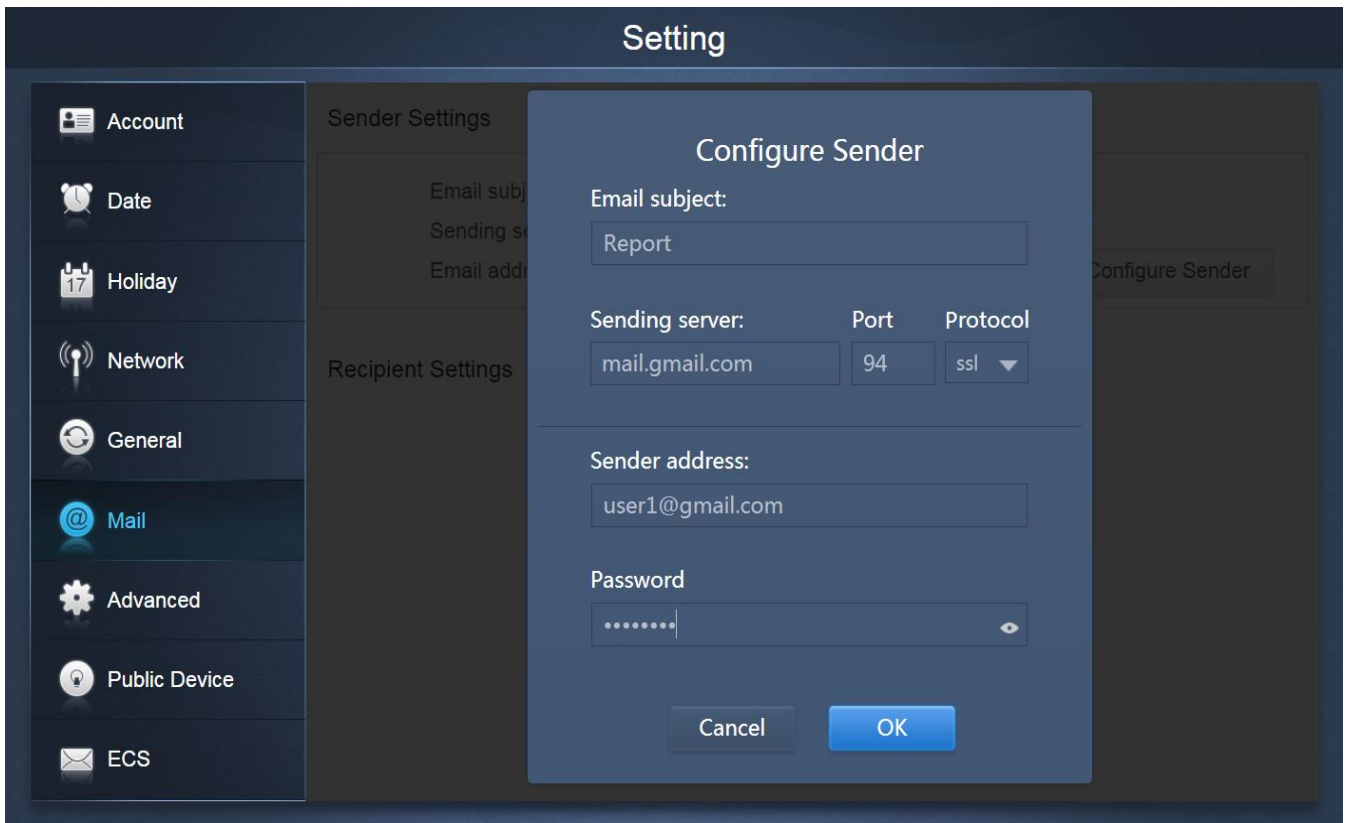 Setting
Account
Date
Holiday
17
Network
General
@
Mail
Advanced
Public Device
ECS
Sender Settings
Email subj
Sending se
Email addr
Configure Sender
Recipient Settings
Configure Sender
Email subject:
Report
Sending server: Port Protocol
mail.gmail.com 94 ssl
Sender address:
user1@gmail.com
Password
••••••••
Cancel OK